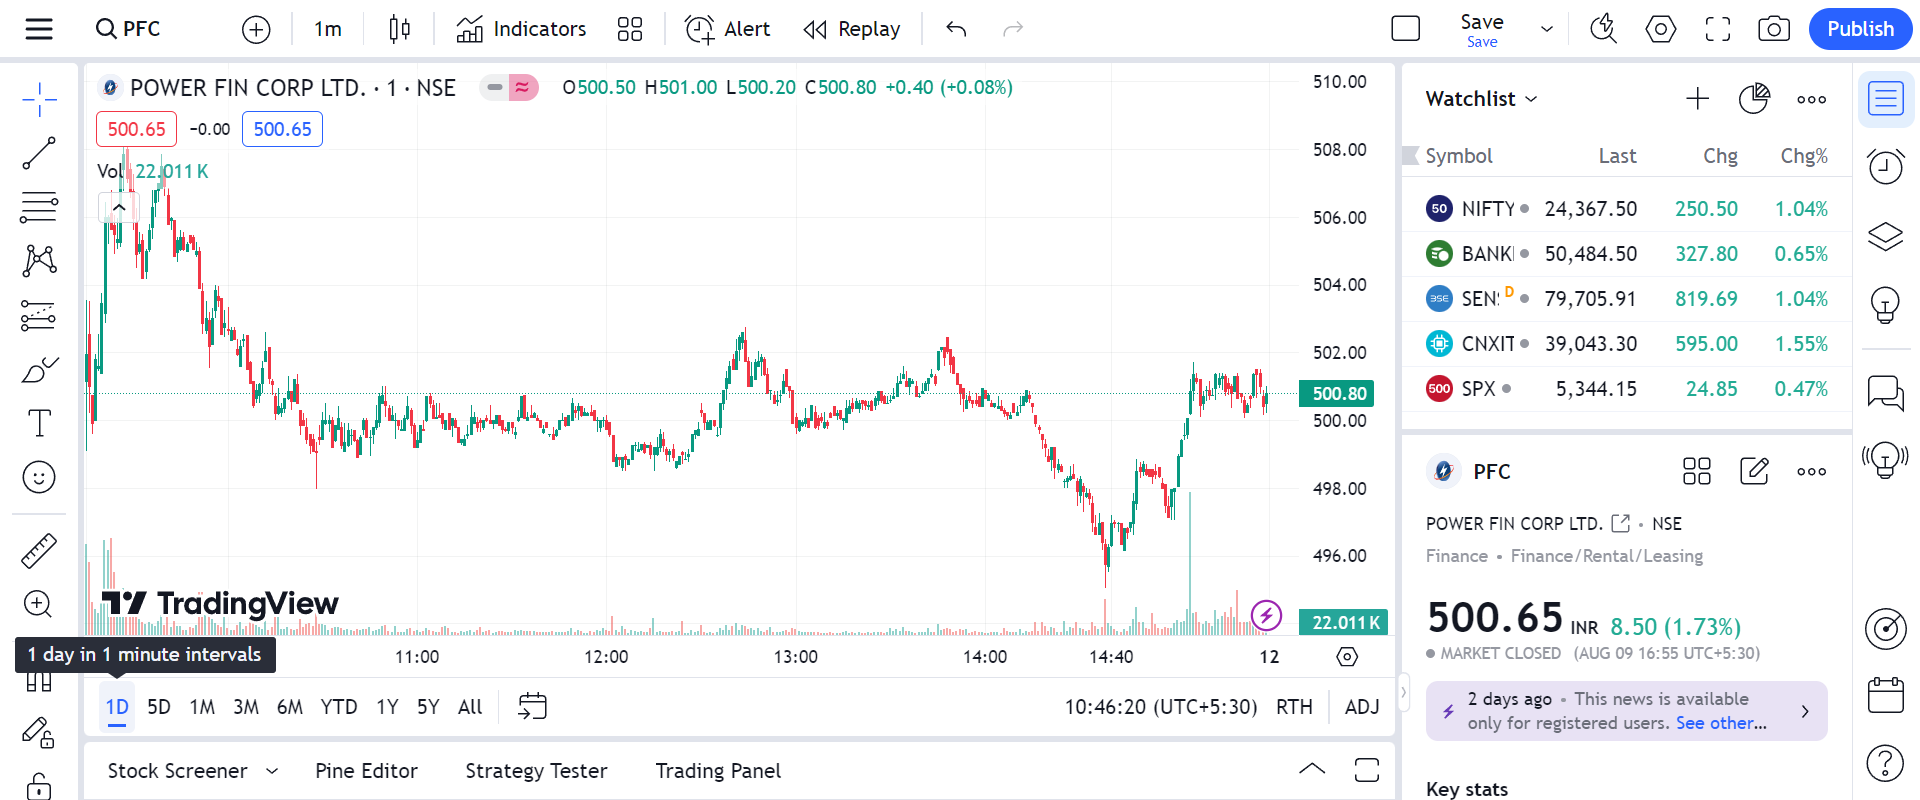 PFC
1m
Indicators
Alert
Replay
Save
Save
Publish
POWER FIN CORP LTD. · 1 · NSE
O500.50 H501.00 L500.20 C500.80 +0.40 (+0.08%)
500.65 −0.00 500.65
Vol 22.011 K
510.00
508.00
506.00
504.00
502.00
500.80
500.00
498.00
496.00
22.011 K
TradingView
1 day in 1 minute intervals
11:00 12:00 13:00 14:00 14:40 12
1D 5D 1M 3M 6M YTD 1Y 5Y All
10:46:20 (UTC+5:30) RTH ADJ
Stock Screener Pine Editor Strategy Tester Trading Panel
Watchlist
Symbol Last Chg Chg%
50 NIFTY 24,367.50 250.50 1.04%
BANK 50,484.50 327.80 0.65%
BSE SEN D 79,705.91 819.69 1.04%
CNXIT 39,043.30 595.00 1.55%
500 SPX 5,344.15 24.85 0.47%
PFC
POWER FIN CORP LTD. • NSE
Finance • Finance/Rental/Leasing
500.65 INR 8.50 (1.73%)
MARKET CLOSED (AUG 09 16:55 UTC+5:30)
2 days ago • This news is available
only for registered users. See other...
Key stats